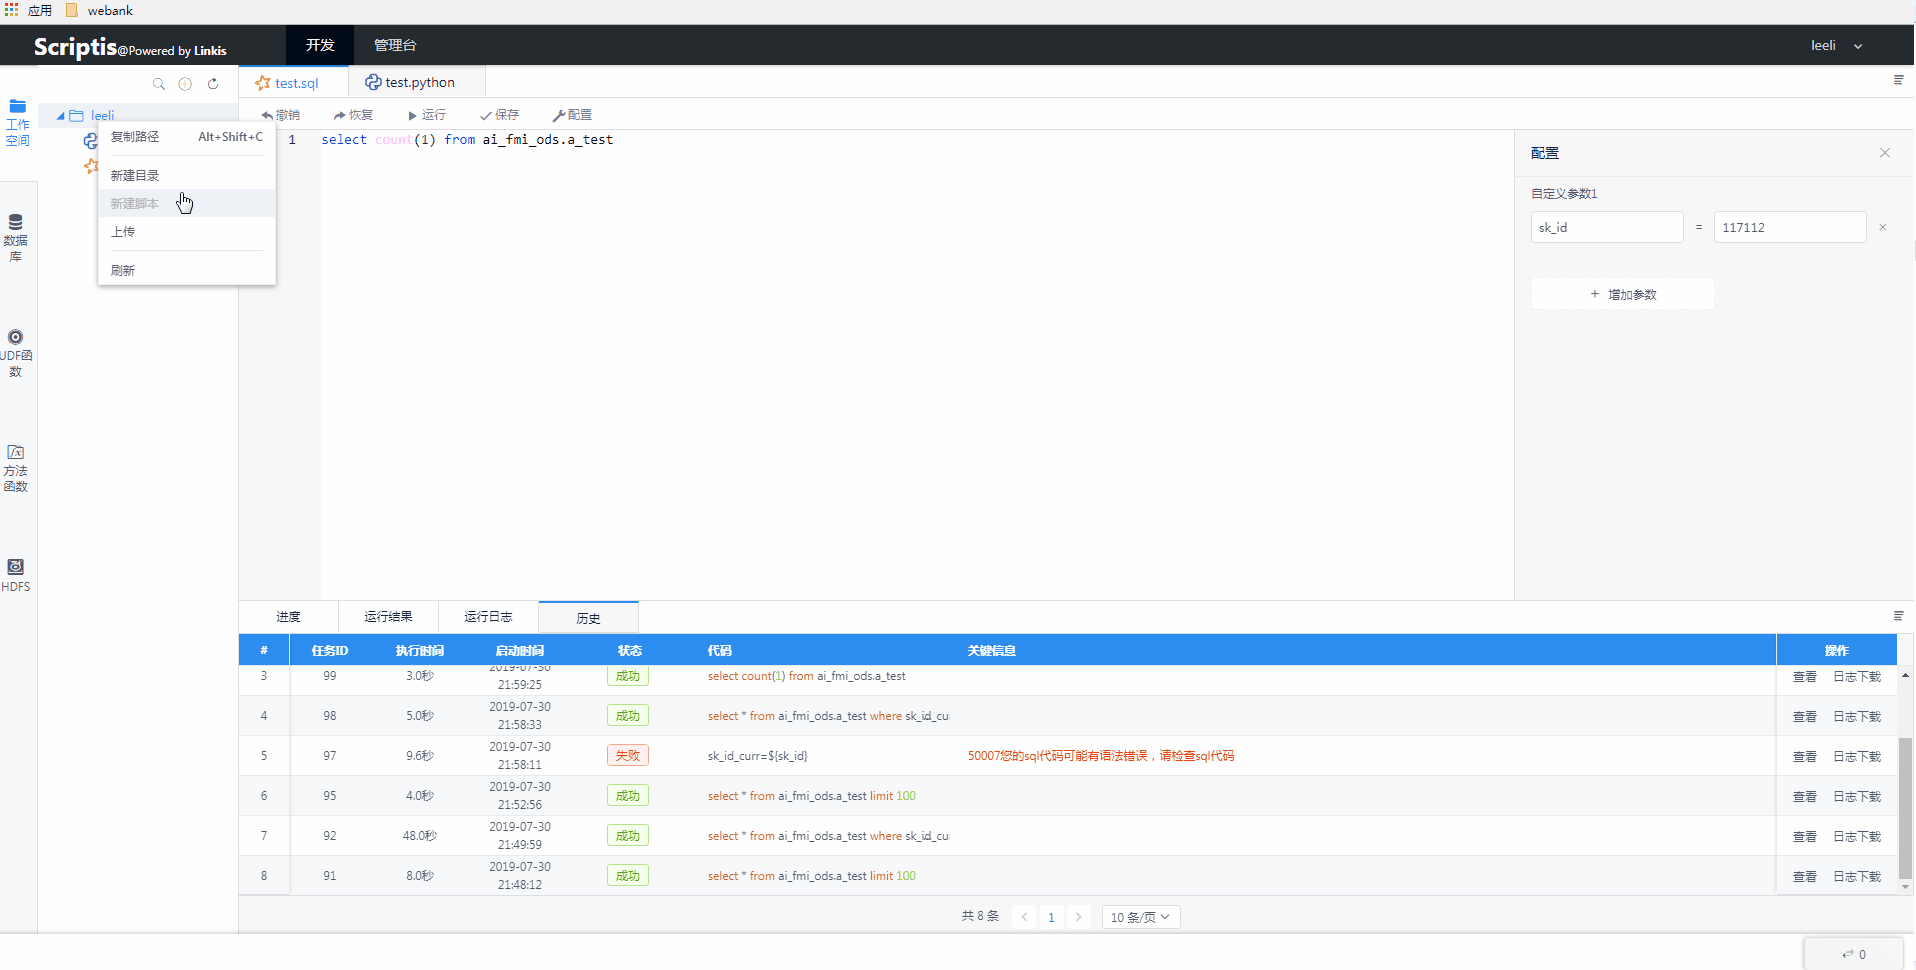 应用 webank
Scriptis@Powered by Linkis 开发 管理台 leeli
test.sql test.python
工作
空间
数据
库
UDF函
数
方法
函数
HDFS
leeli
复制路径 Alt+Shift+C
新建目录
新建脚本
上传
刷新
撤销 恢复 运行 保存 配置
1 select count(1) from ai_fmi_ods.a_test
配置
自定义参数1
sk_id = 117112 ×
+ 增加参数
进度 运行结果 运行日志 历史
# 任务ID 执行时间 启动时间 状态 代码 关键信息 操作
3 99 3.0秒 2019-07-30 21:59:25 成功 select count(1) from ai_fmi_ods.a_test 查看 日志下载
4 98 5.0秒 2019-07-30 21:58:33 成功 select * from ai_fmi_ods.a_test where sk_id_cu 查看 日志下载
5 97 9.6秒 2019-07-30 21:58:11 失败 sk_id_curr=${sk_id} 50007您的sql代码可能有语法错误，请检查sql代码 查看 日志下载
6 95 4.0秒 2019-07-30 21:52:56 成功 select * from ai_fmi_ods.a_test limit 100 查看 日志下载
7 92 48.0秒 2019-07-30 21:49:59 成功 select * from ai_fmi_ods.a_test where sk_id_cu 查看 日志下载
8 91 8.0秒 2019-07-30 21:48:12 成功 select * from ai_fmi_ods.a_test limit 100 查看 日志下载
共 8 条 < 1 > 10 条/页
0